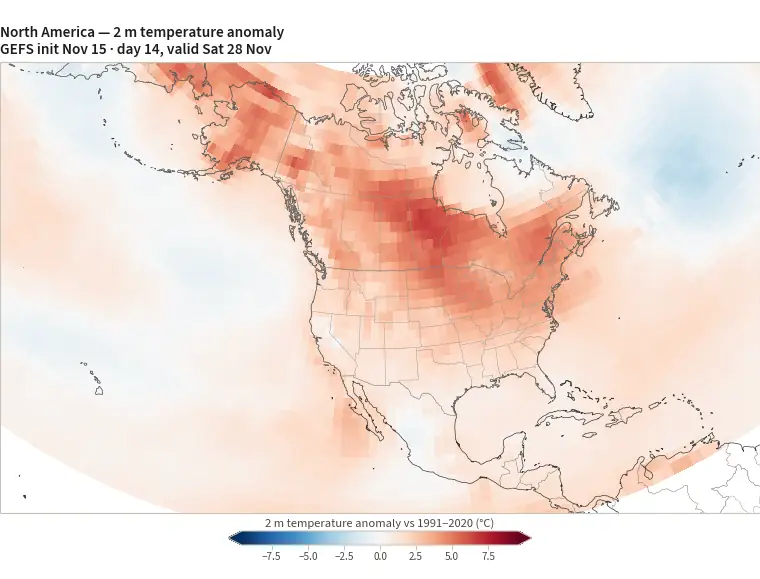 North America — 2 m temperature anomaly
GEFS init Nov 15 · day 14, valid Sat 28 Nov
2 m temperature anomaly vs 1991–2020 (°C)
−7.5 −5.0 −2.5 0.0 2.5 5.0 7.5